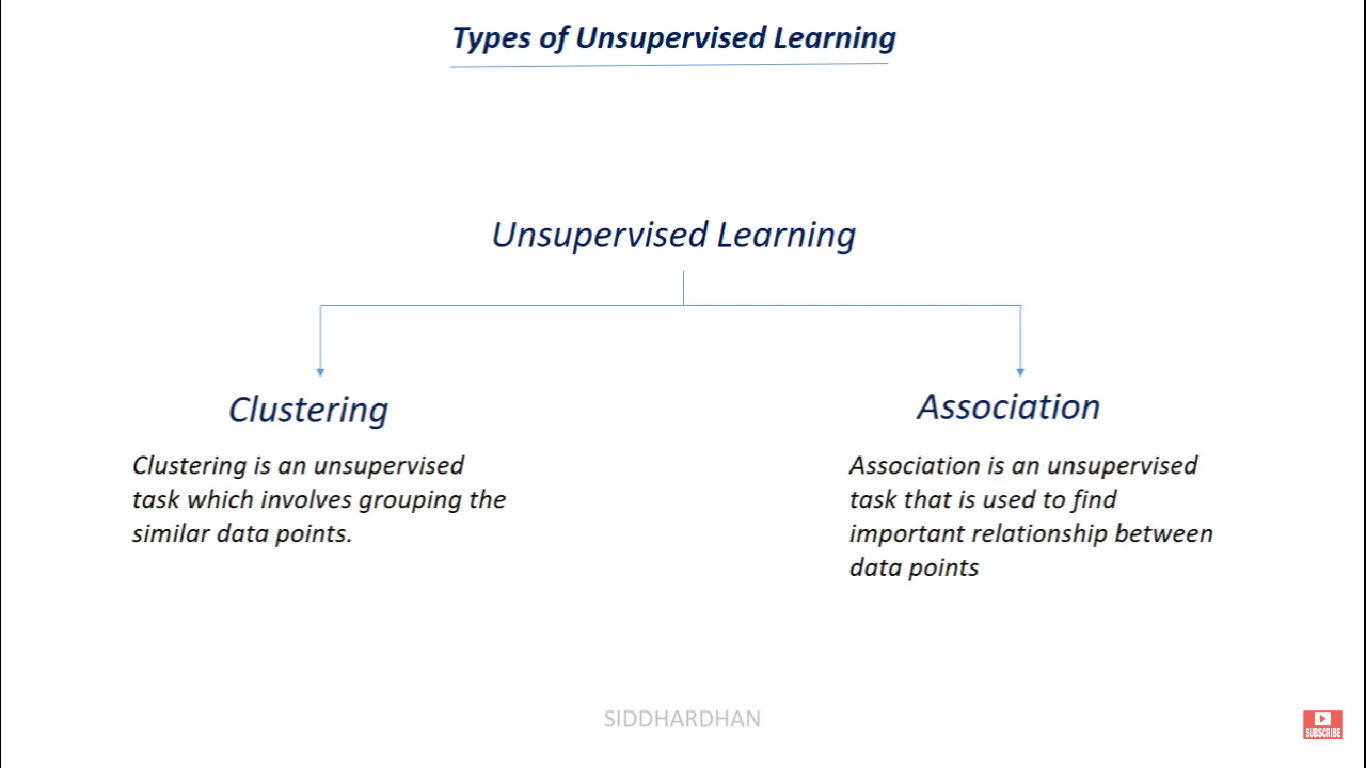 Types of Unsupervised Learning
Unsupervised Learning
Clustering
Clustering is an unsupervised
task which involves grouping the
similar data points.
Association
Association is an unsupervised
task that is used to find
important relationship between
data points
SIDDHARDHAN
SUBSCRIBE